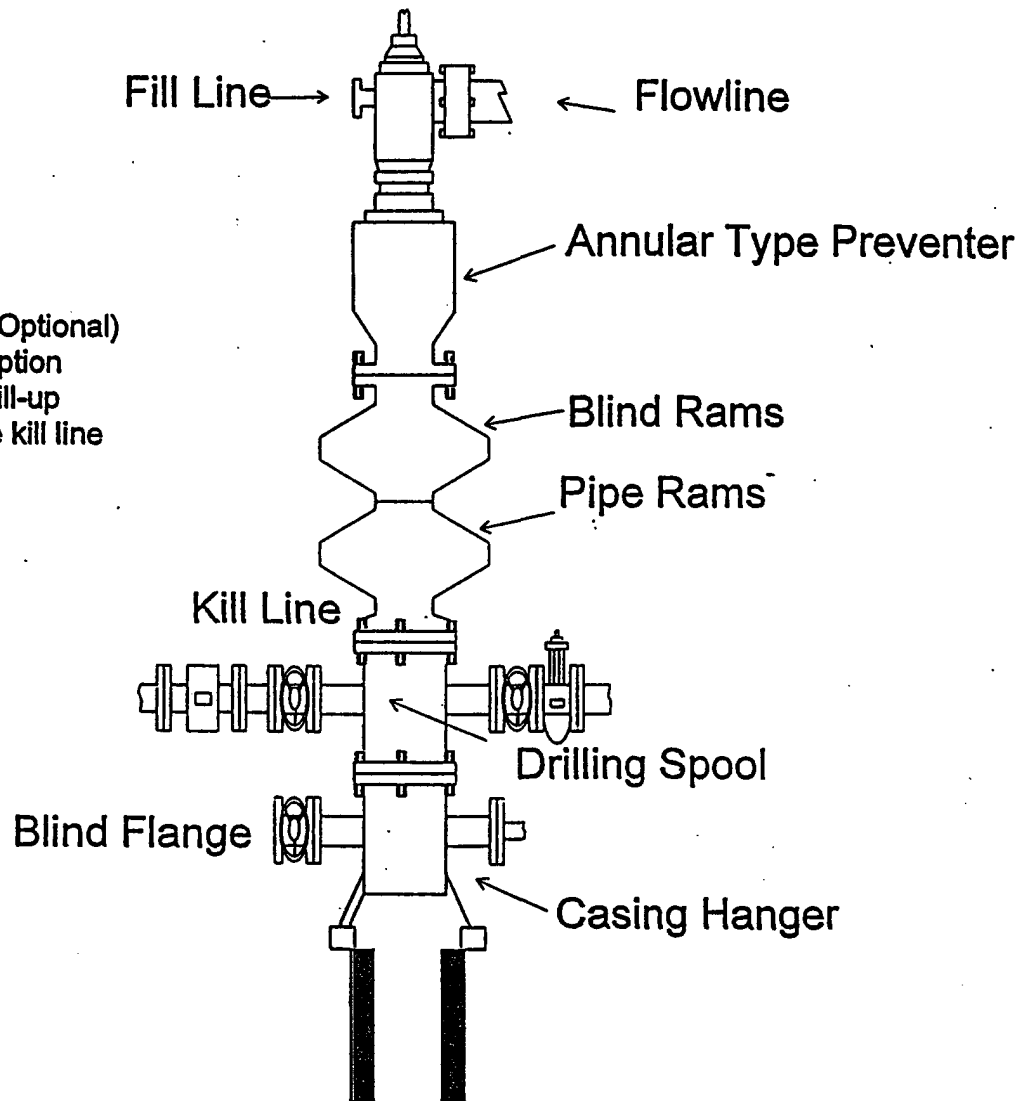 Fill Line
Flowline
Annular Type Preventer
Optional)
ption
ill-up
kill line
Blind Rams
Pipe Rams
Kill Line
Drilling Spool
Blind Flange
Casing Hanger